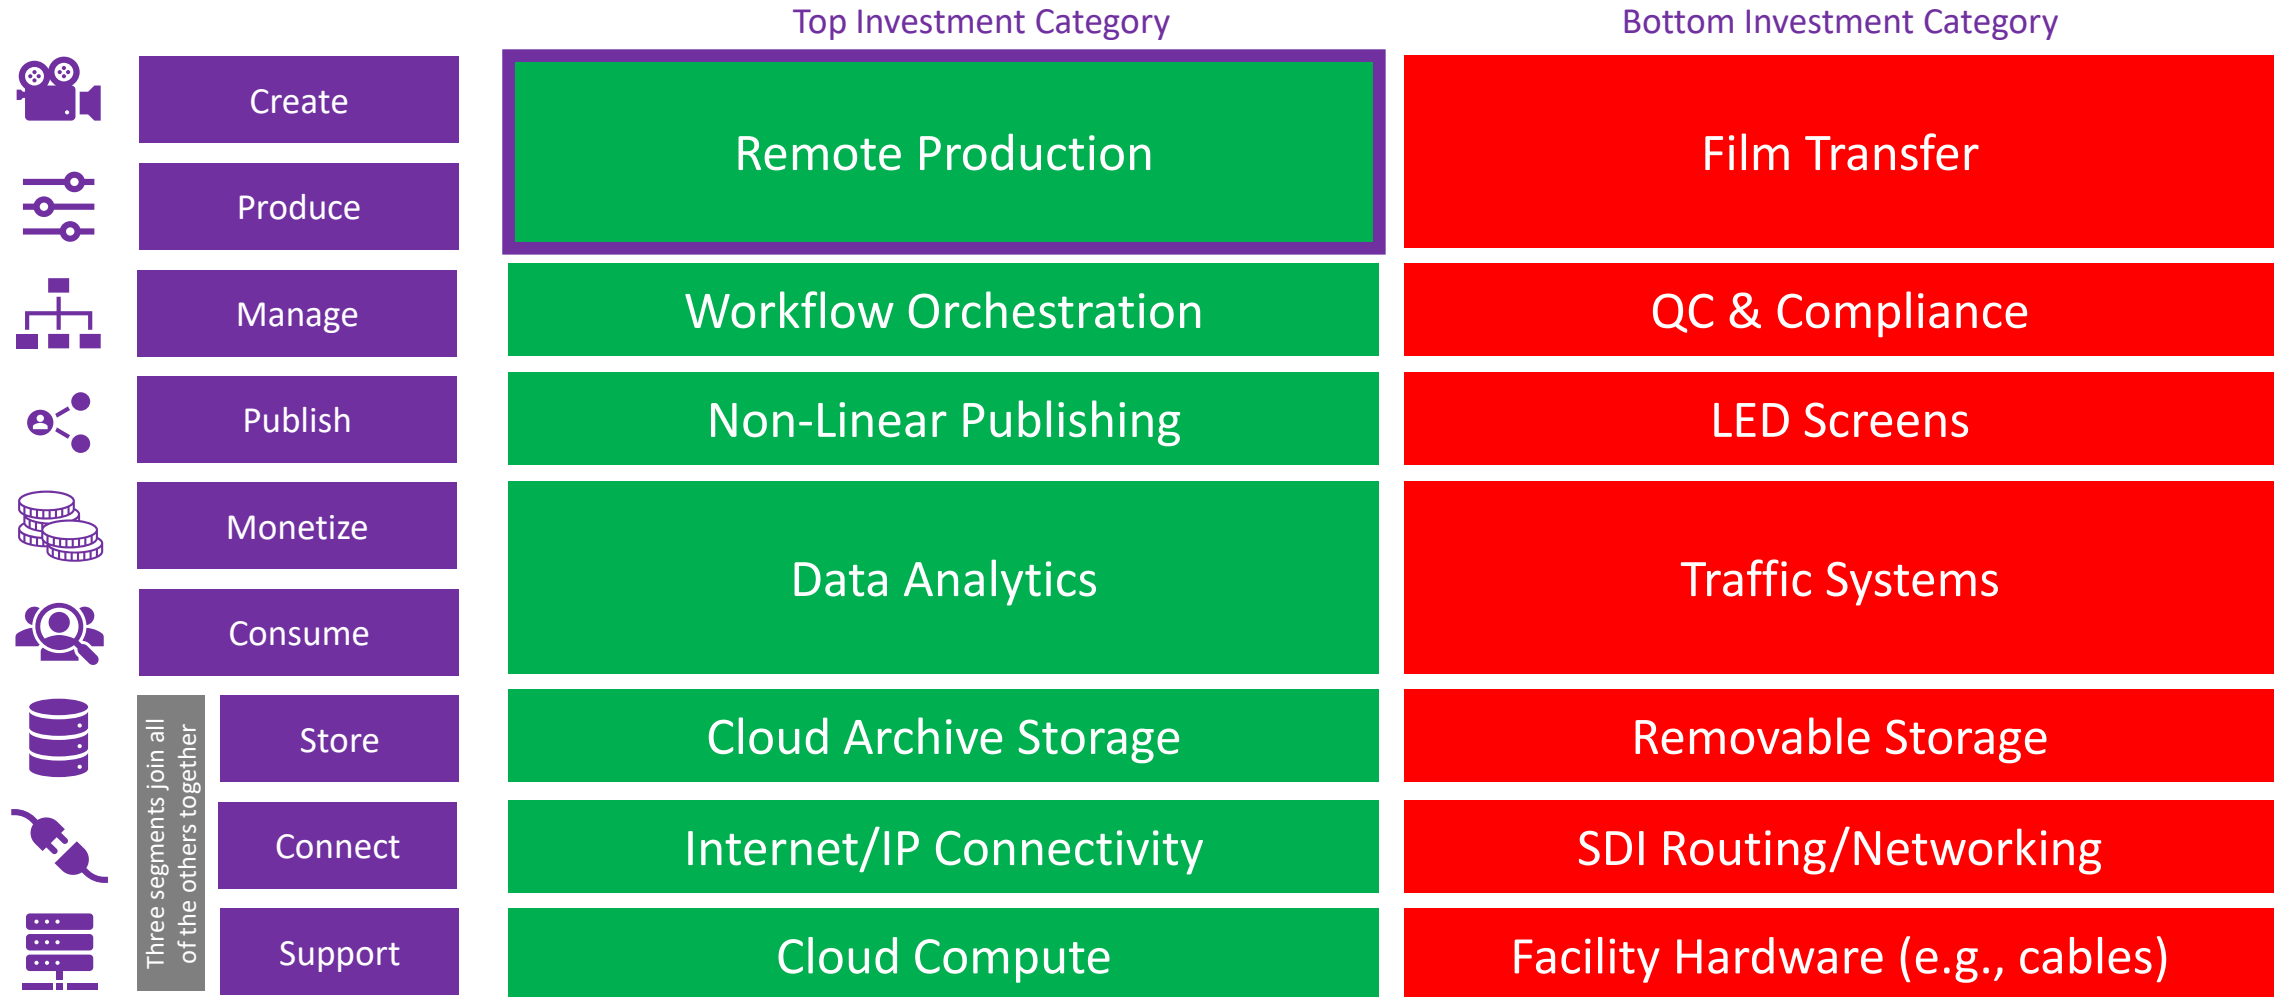 Top Investment Category
Bottom Investment Category
Create
Produce
Remote Production
Film Transfer
Manage
Workflow Orchestration
QC & Compliance
Publish
Non-Linear Publishing
LED Screens
Monetize
Consume
Data Analytics
Traffic Systems
Three segments join all
of the others together
Store
Cloud Archive Storage
Removable Storage
Connect
Internet/IP Connectivity
SDI Routing/Networking
Support
Cloud Compute
Facility Hardware (e.g., cables)